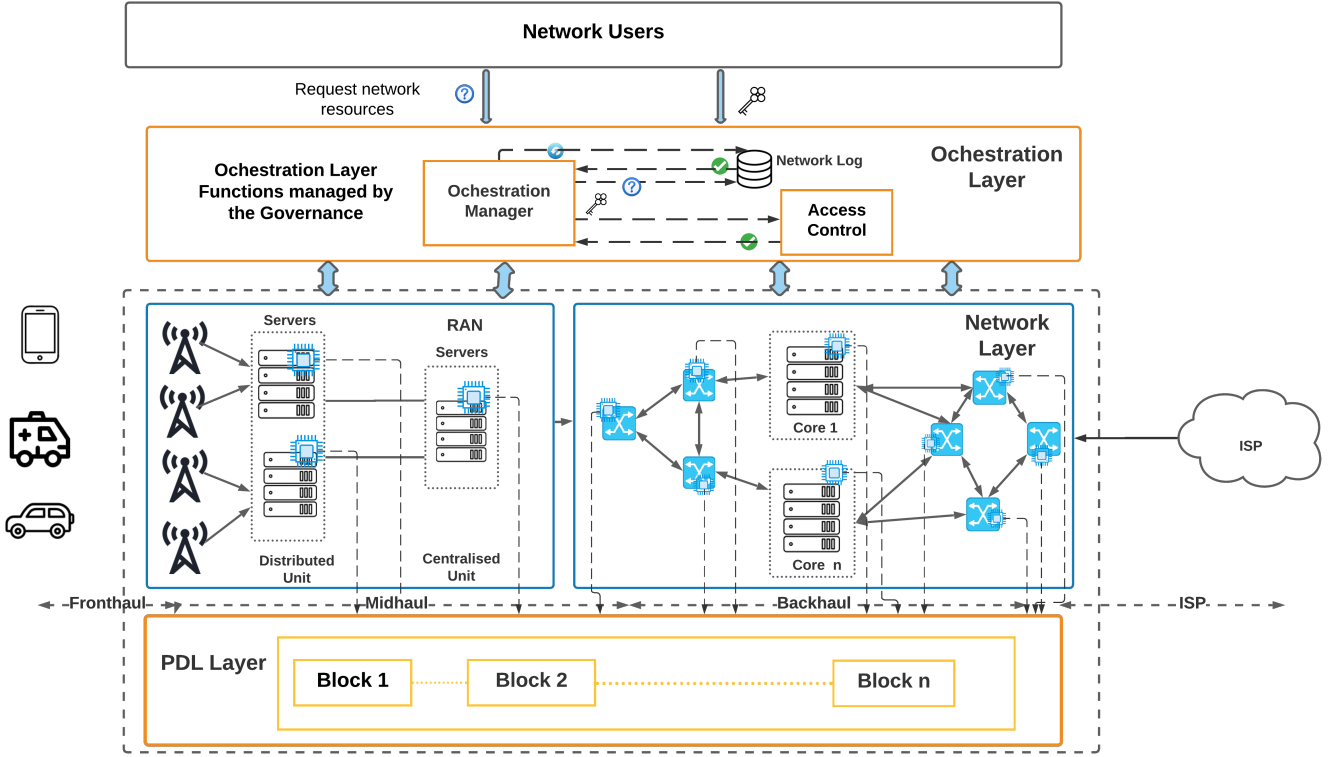 Network Users
Request network
resources
?
Ochestration Layer
Functions managed by
the Governance
Ochestration
Manager
?
Network Log
Access
Control
Ochestration
Layer
Servers
RAN
Servers
Distributed
Unit
Centralised
Unit
Network
Layer
Core 1
Core n
ISP
Fronthaul
Midhaul
Backhaul
ISP
PDL Layer
Block 1
Block 2
Block n